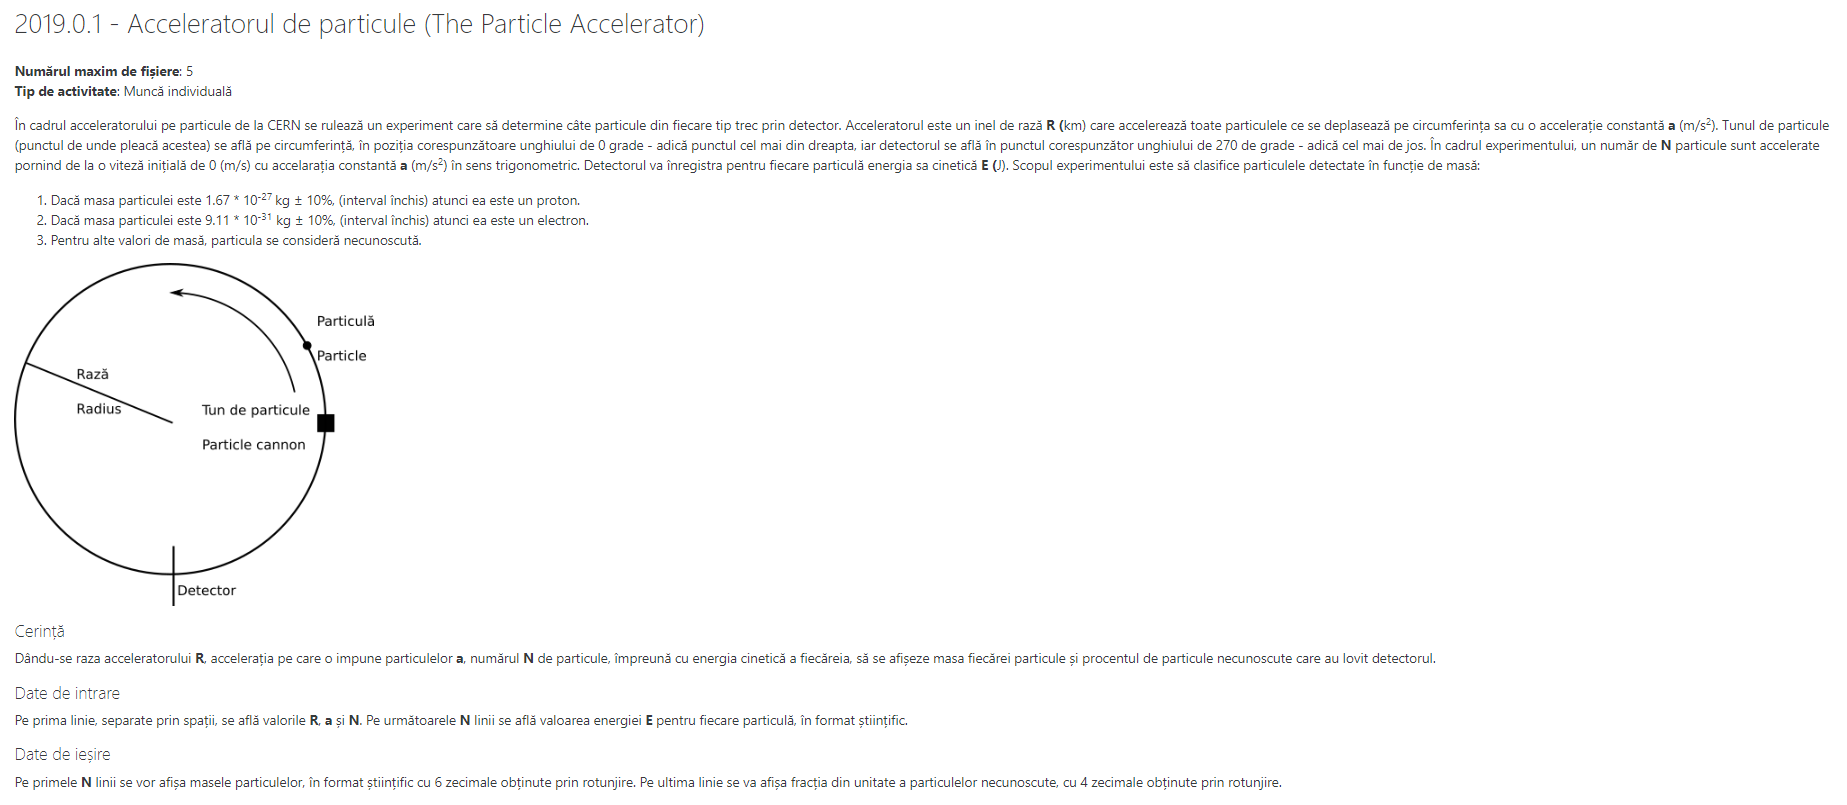 2019.0.1 - Acceleratorul de particule (The Particle Accelerator)
Numărul maxim de fișiere: 5
Tip de activitate: Muncă individuală
În cadrul acceleratorului pe particule de la CERN se rulează un experiment care să determine câte particule din fiecare tip trec prin detector. Acceleratorul este un inel de rază R (km) care accelerează toate particulele ce se deplasează pe circumferința sa cu o accelerație constantă a (m/s²). Tunul de particule
(punctul de unde pleacă acestea) se află pe circumferință, în poziția corespunzătoare unghiului de 0 grade - adică punctul cel mai din dreapta, iar detectorul se află în punctul corespunzător unghiului de 270 de grade - adică cel mai de jos. În cadrul experimentului, un număr de N particule sunt accelerate
pornind de la o viteză inițială de 0 (m/s) cu accelarația constantă a (m/s²) în sens trigonometric. Detectorul va înregistra pentru fiecare particulă energia sa cinetică E (J). Scopul experimentului este să clasifice particulele detectate în funcție de masă:
1. Dacă masa particulei este 1.67 * 10⁻²⁷ kg ± 10%, (interval închis) atunci ea este un proton.
2. Dacă masa particulei este 9.11 * 10⁻³¹ kg ± 10%, (interval închis) atunci ea este un electron.
3. Pentru alte valori de masă, particula se consideră necunoscută.
Particulă
Particle
Rază
Radius
Tun de particule
Particle cannon
Detector
Cerință
Dându-se raza acceleratorului R, accelerația pe care o impune particulelor a, numărul N de particule, împreună cu energia cinetică a fiecăreia, să se afișeze masa fiecărei particule și procentul de particule necunoscute care au lovit detectorul.
Date de intrare
Pe prima linie, separate prin spații, se află valorile R, a și N. Pe următoarele N linii se află valoarea energiei E pentru fiecare particulă, în format științific.
Date de ieșire
Pe primele N linii se vor afișa masele particulelor, în format științific cu 6 zecimale obținute prin rotunjire. Pe ultima linie se va afișa fracția din unitate a particulelor necunoscute, cu 4 zecimale obținute prin rotunjire.